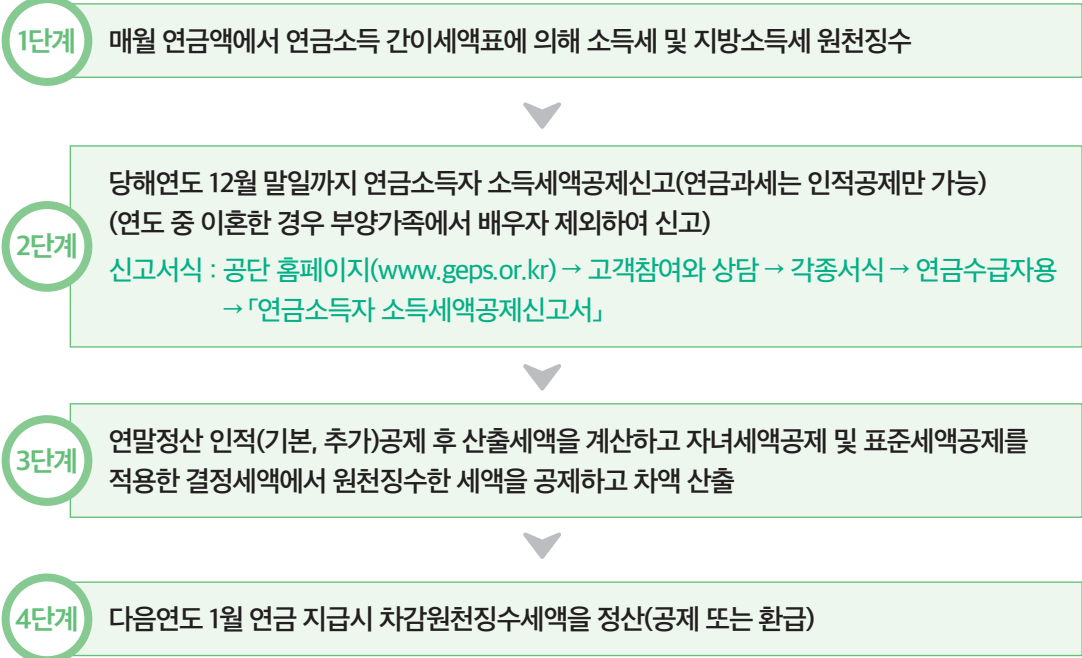 1단계
매월 연금액에서 연금소득 간이세액표에 의해 소득세 및 지방소득세 원천징수
2단계
당해연도 12월 말일까지 연금소득자 소득세액공제신고(연금과세는 인적공제만 가능)
(연도 중 이혼한 경우 부양가족에서 배우자 제외하여 신고)
신고서식 : 공단 홈페이지(www.geps.or.kr) → 고객참여와 상담 → 각종서식 → 연금수급자용
→ 「연금소득자 소득세액공제신고서」
3단계
연말정산 인적(기본, 추가)공제 후 산출세액을 계산하고 자녀세액공제 및 표준세액공제를
적용한 결정세액에서 원천징수한 세액을 공제하고 차액 산출
4단계
다음연도 1월 연금 지급시 차감원천징수세액을 정산(공제 또는 환급)